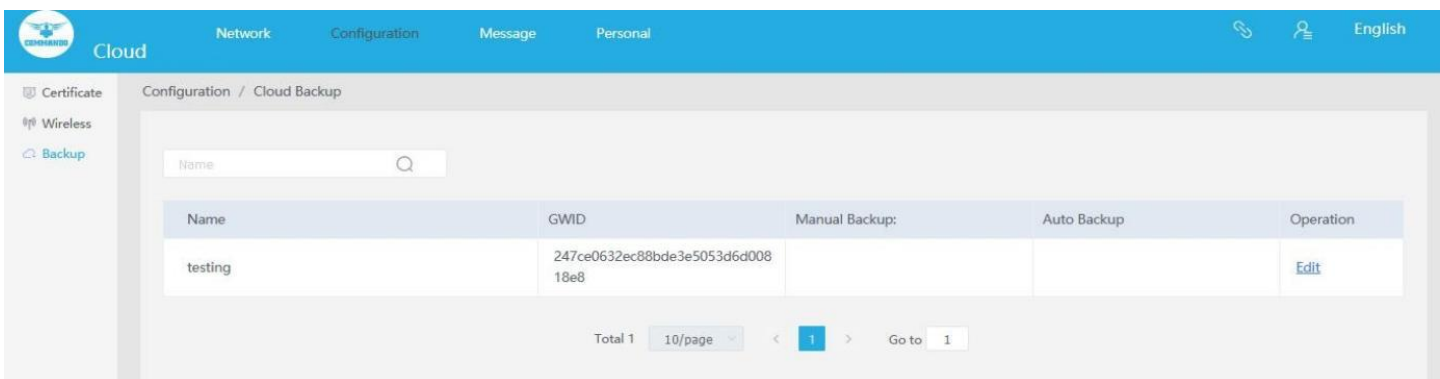 COMMANDO
Cloud
Network Configuration Message Personal English
Certificate
Wireless
Backup
Configuration / Cloud Backup
Name
Name GWID Manual Backup: Auto Backup Operation
testing 247ce0632ec88bde3e5053d6d008
18e8 Edit
Total 1 10/page < 1 > Go to 1